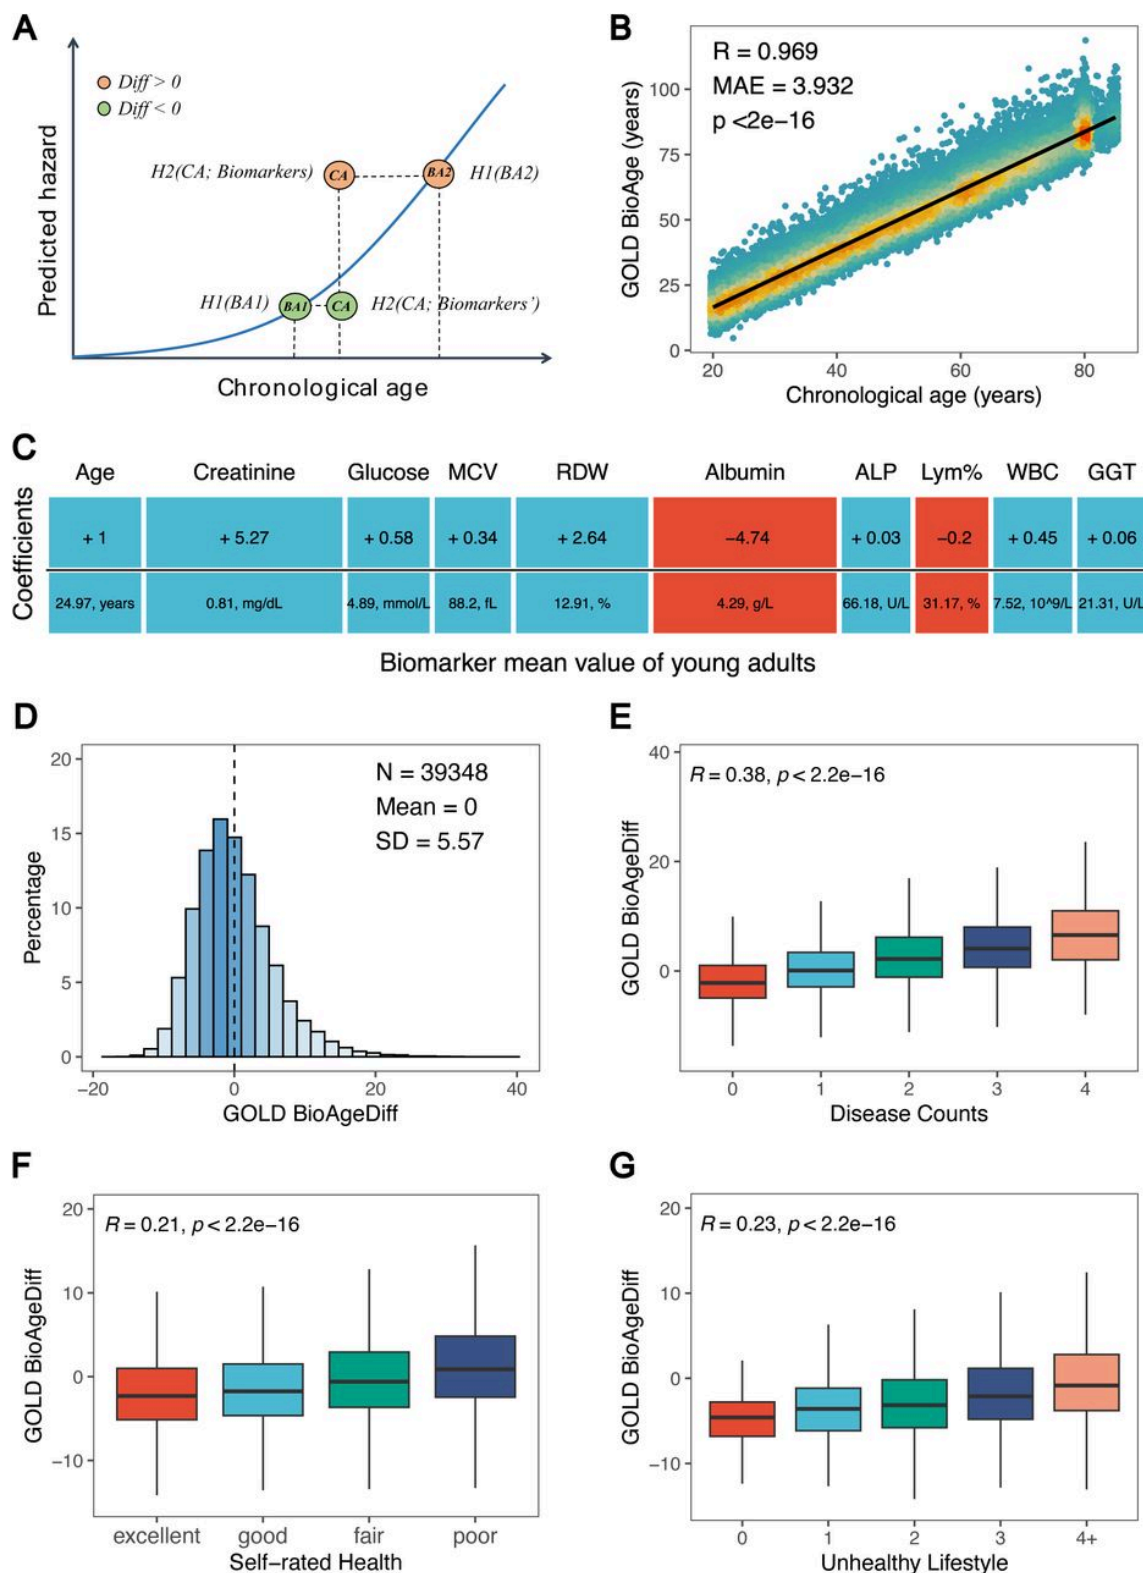 A
Diff > 0
Diff < 0
H2(CA; Biomarkers)
CA
BA2
H1(BA2)
H1(BA1)
BA1
CA
H2(CA; Biomarkers')
Predicted hazard
Chronological age
B
R = 0.969
MAE = 3.932
p <2e−16
GOLD BioAge (years)
100
75
50
25
0
20 40 60 80
Chronological age (years)
C
Age Creatinine Glucose MCV RDW Albumin ALP Lym% WBC GGT
Coefficients
+ 1 + 5.27 + 0.58 + 0.34 + 2.64 −4.74 + 0.03 −0.2 + 0.45 + 0.06
24.97, years 0.81, mg/dL 4.89, mmol/L 88.2, fL 12.91, % 4.29, g/L 66.18, U/L 31.17, % 7.52, 10^9/L 21.31, U/L
Biomarker mean value of young adults
D
N = 39348
Mean = 0
SD = 5.57
Percentage
20
15
10
5
0
−20 0 20 40
GOLD BioAgeDiff
E
R = 0.38, p < 2.2e−16
GOLD BioAgeDiff
40
20
0
0 1 2 3 4
Disease Counts
F
R = 0.21, p < 2.2e−16
GOLD BioAgeDiff
20
10
0
−10
excellent good fair poor
Self−rated Health
G
R = 0.23, p < 2.2e−16
GOLD BioAgeDiff
20
10
0
−10
0 1 2 3 4+
Unhealthy Lifestyle